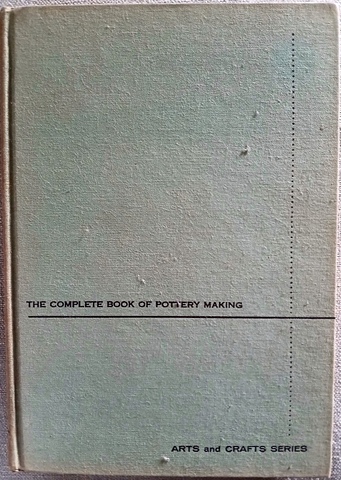 THE COMPLETE BOOK OF POTTERY MAKING
ARTS and CRAFTS SERIES